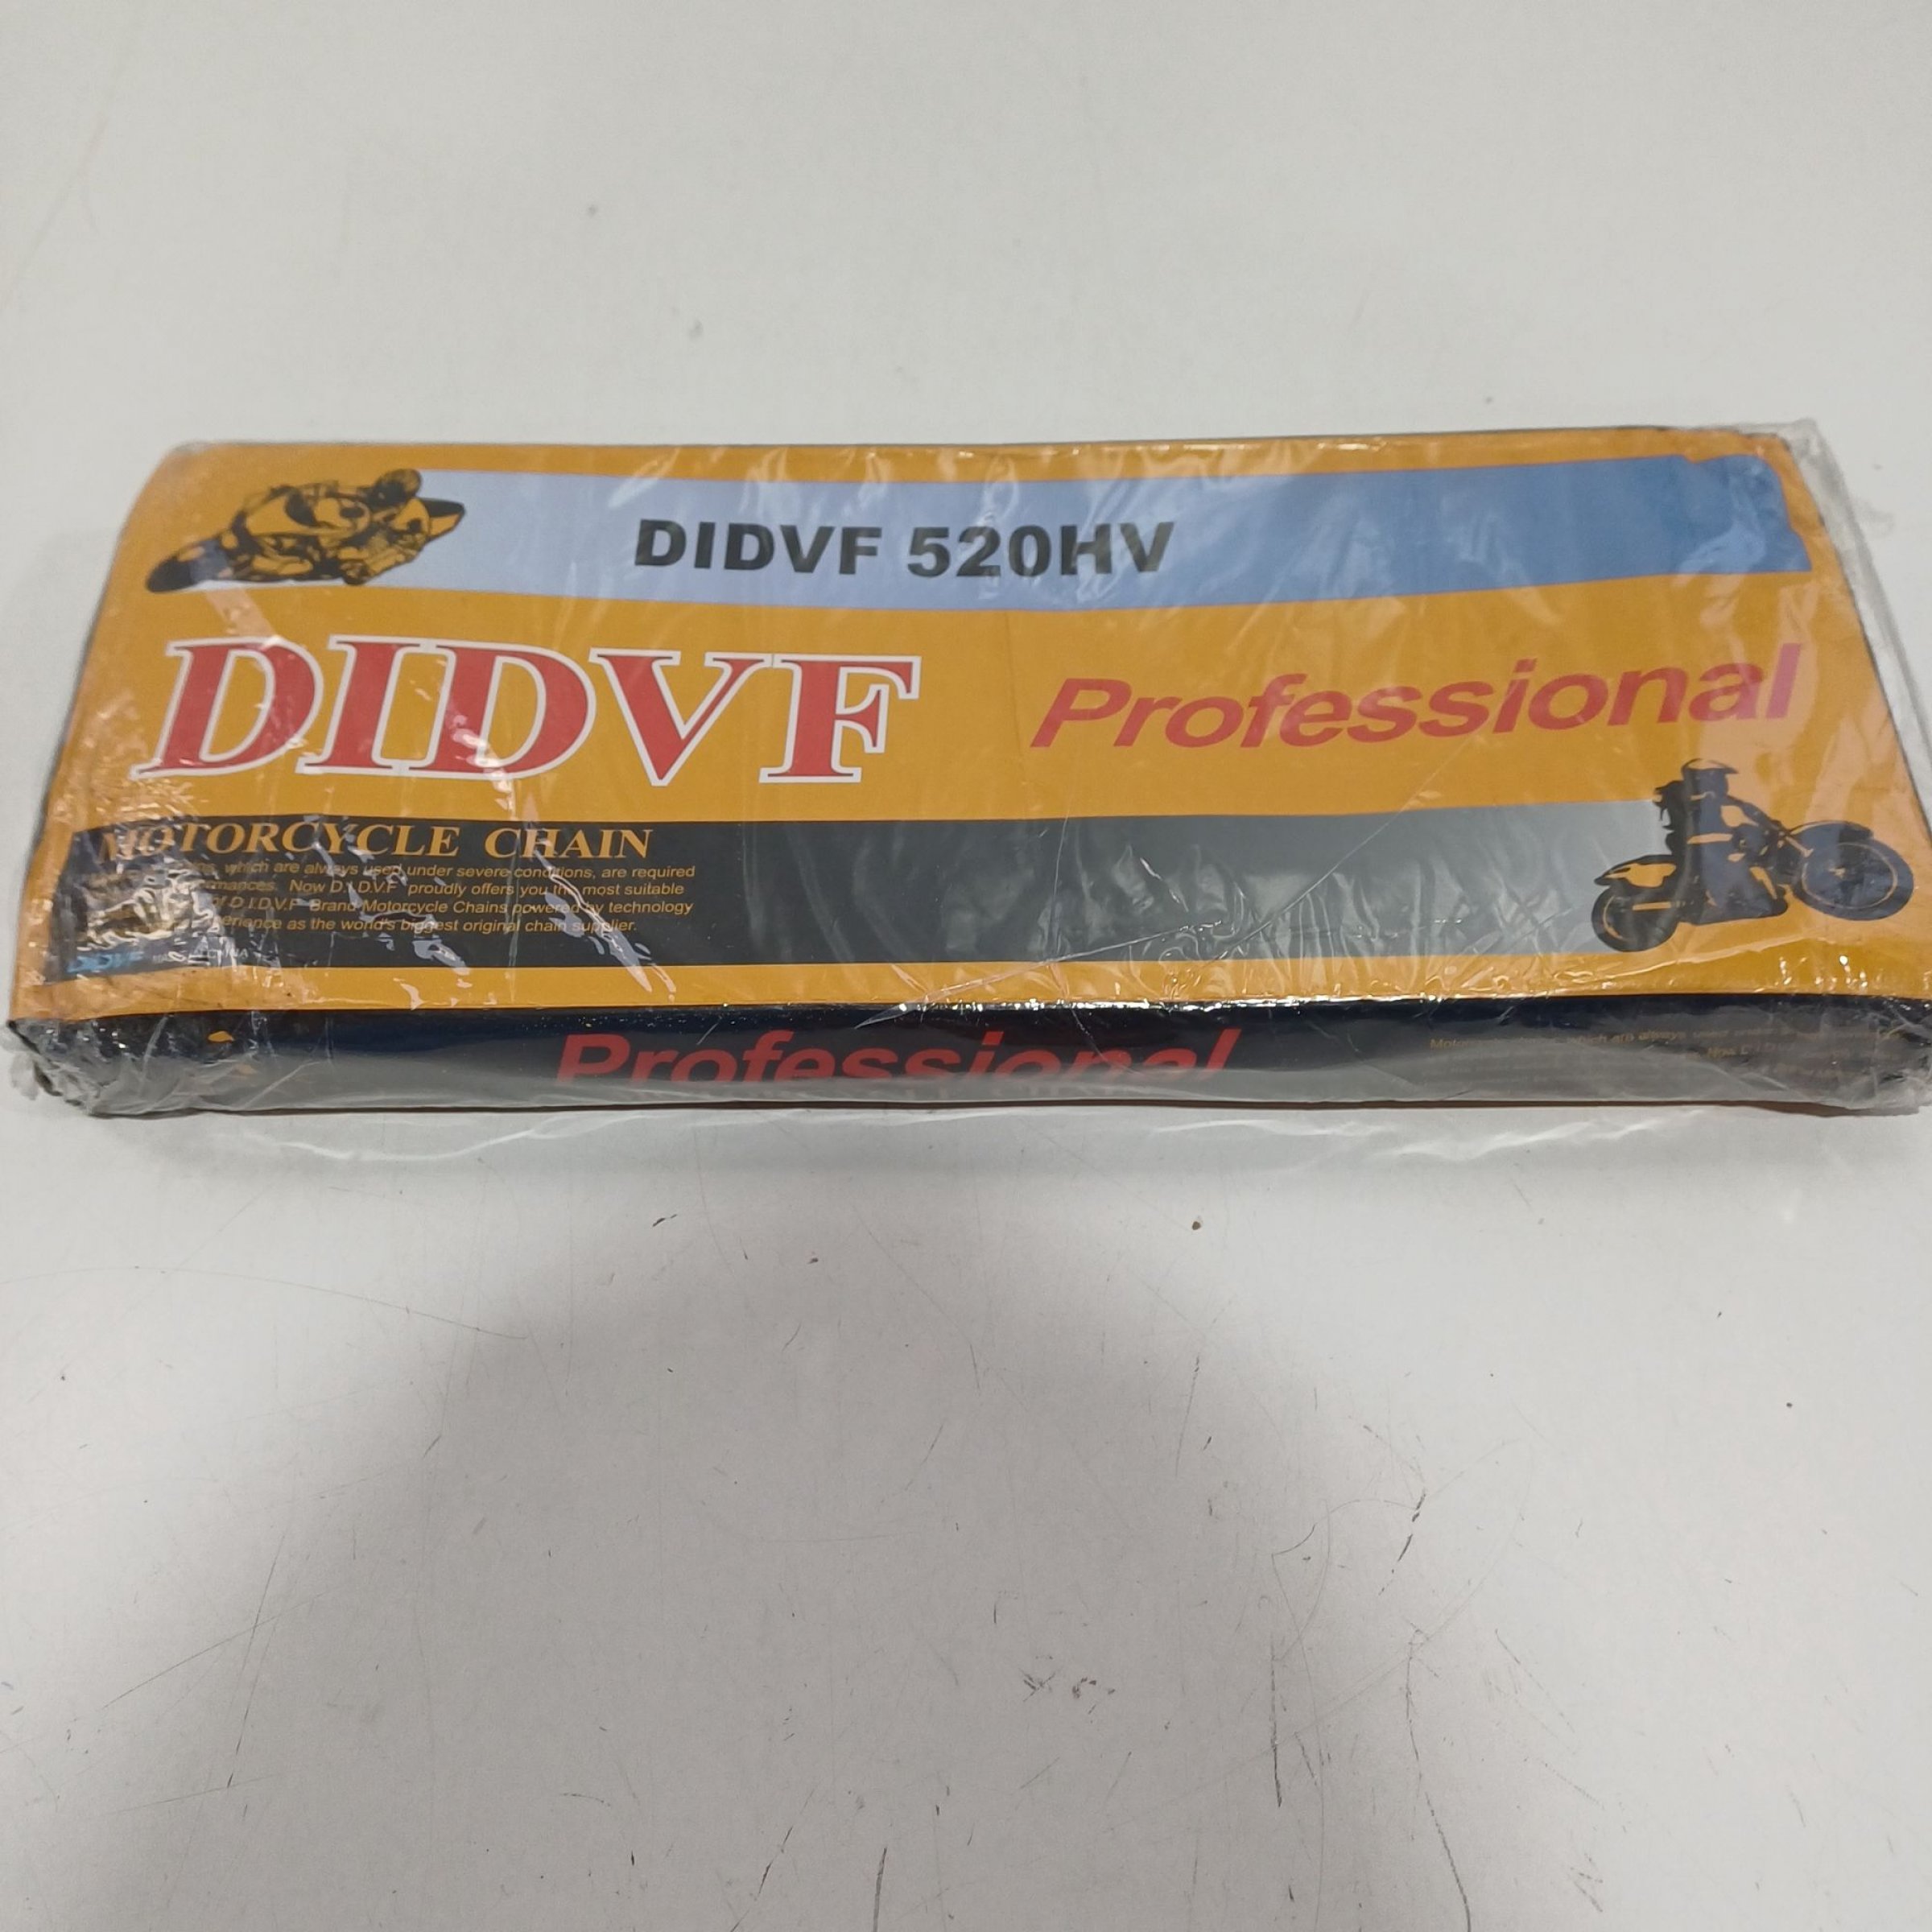 DIDVF 520HV
DIDVF Professional
MOTORCYCLE CHAIN
which are always used under severe conditions, are required
Now D.I.D.V.F proudly offers you the most suitable
of D.I.D.V.F Brand Motorcycle Chains powered by technology
as the world's biggest original chain supplier.
Professional